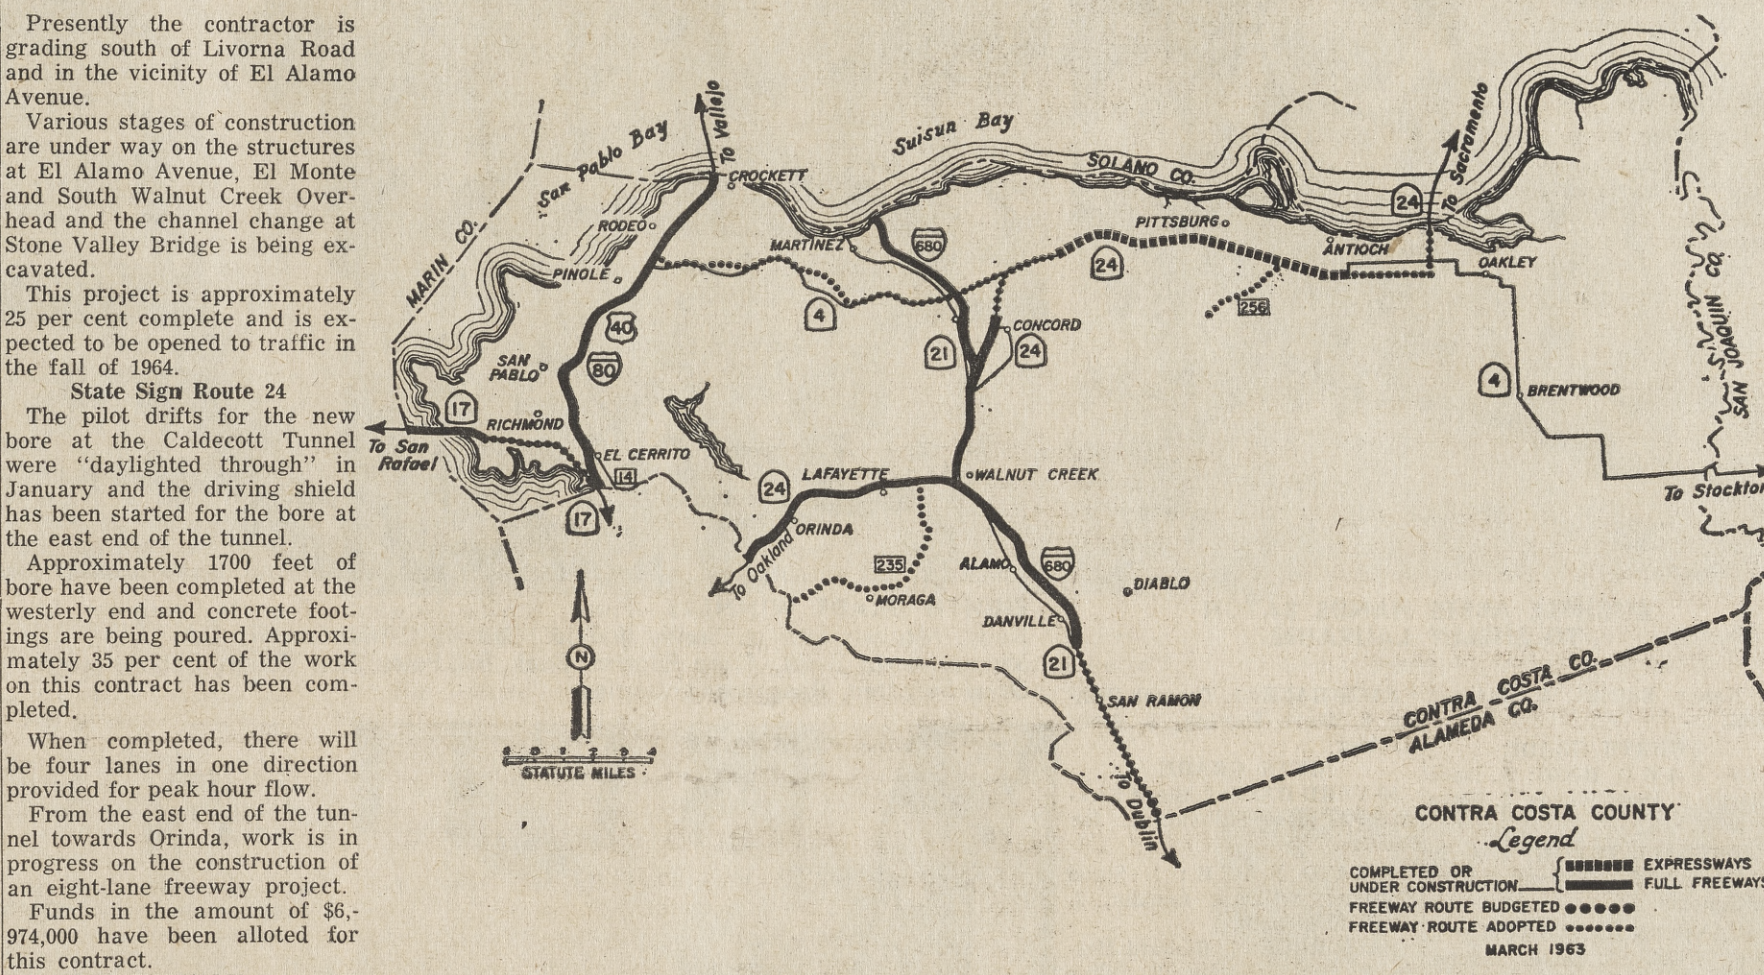 Presently the contractor is
grading south of Livorna Road
and in the vicinity of El Alamo
Avenue.
Various stages of construction
are under way on the structures
at El Alamo Avenue, El Monte
and South Walnut Creek Over-
head and the channel change at
Stone Valley Bridge is being ex-
cavated.
This project is approximately
25 per cent complete and is ex-
pected to be opened to traffic in
the fall of 1964.
State Sign Route 24
The pilot drifts for the new
bore at the Caldecott Tunnel
were “daylighted through” in
January and the driving shield
has been started for the bore at
the east end of the tunnel.
Approximately 1700 feet of
bore have been completed at the
westerly end and concrete foot-
ings are being poured. Approxi-
mately 35 per cent of the work
on this contract has been com-
pleted.
When completed, there will
be four lanes in one direction
provided for peak hour flow.
From the east end of the tun-
nel towards Orinda, work is in
progress on the construction of
an eight-lane freeway project.
Funds in the amount of $6,-
974,000 have been alloted for
this contract.
To Vallejo
San Pablo Bay
Suisun Bay
SOLANO CO.
To Sacramento
24
CROCKETT
RODEO
MARTINEZ
680
PITTSBURG
ANTIOCH
OAKLEY
MARIN CO.
PINOLE
24
256
SAN JOAQUIN CO.
40
4
CONCORD
21
24
SAN
PABLO
80
4
BRENTWOOD
17
RICHMOND
To San
Rafael
EL CERRITO
14
24
LAFAYETTE
WALNUT CREEK
To Stockton
17
ORINDA
To Oakland
235
ALAMO
680
DIABLO
MORAGA
DANVILLE
N
21
SAN RAMON
CONTRA COSTA CO.
ALAMEDA CO.
STATUTE MILES
To Dublin
CONTRA COSTA COUNTY
Legend
COMPLETED OR
UNDER CONSTRUCTION
EXPRESSWAYS
FULL FREEWAYS
FREEWAY ROUTE BUDGETED
FREEWAY ROUTE ADOPTED
MARCH 1963